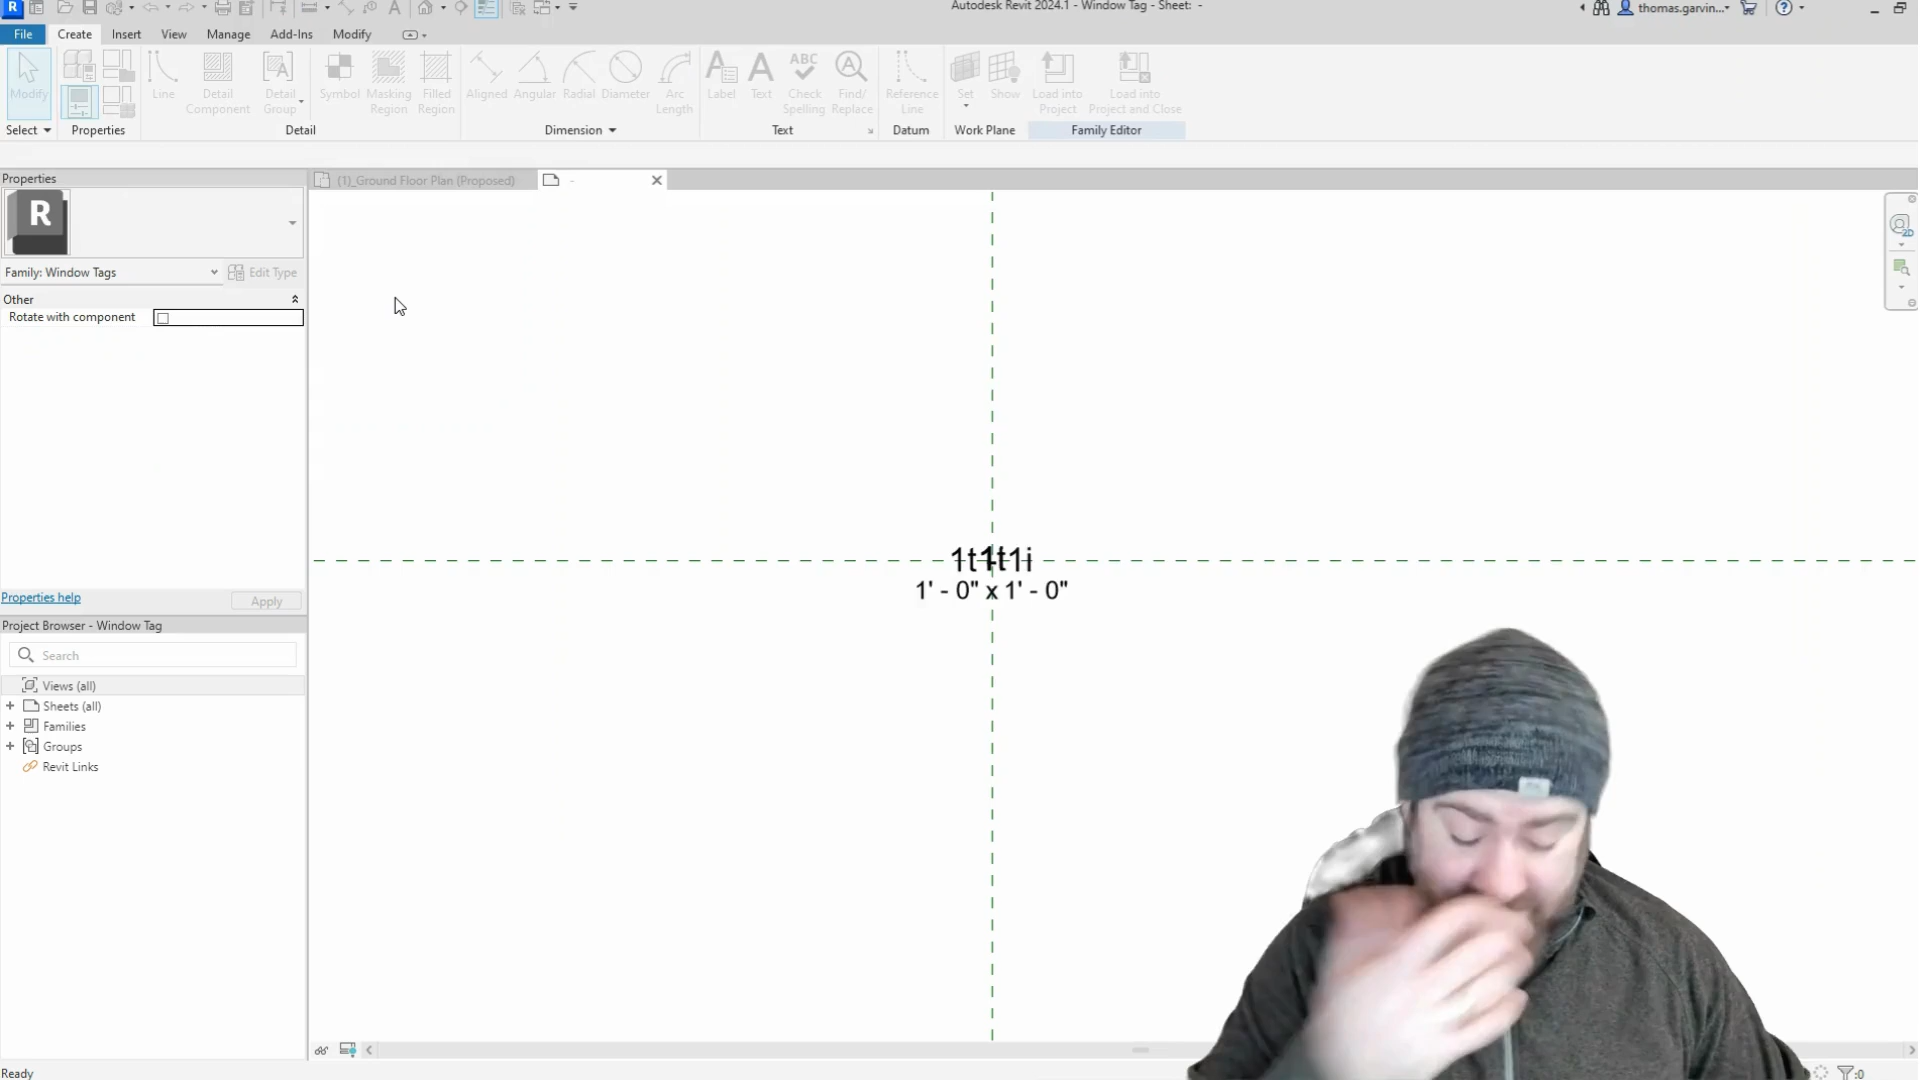 Autodesk Revit 2024.1 - Window Tag - Sheet: -
thomas.garvin...
File Create Insert View Manage Add-Ins Modify
Modify
Line
Detail Component
Detail Group
Symbol
Masking Region
Filled Region
Aligned
Angular
Radial
Diameter
Arc Length
Label
Text
ABC
Check Spelling
Find/ Replace
Reference Line
Set
Show
Load into Project
Load into Project and Close
Select Properties Detail Dimension Text Datum Work Plane Family Editor
Properties
(1)_Ground Floor Plan (Proposed)
-
R
Family: Window Tags
Edit Type
Other
Rotate with component
2D
1t1t1i
1' - 0" x 1' - 0"
Properties help
Apply
Project Browser - Window Tag
Search
Views (all)
Sheets (all)
Families
Groups
Revit Links
Ready
:0